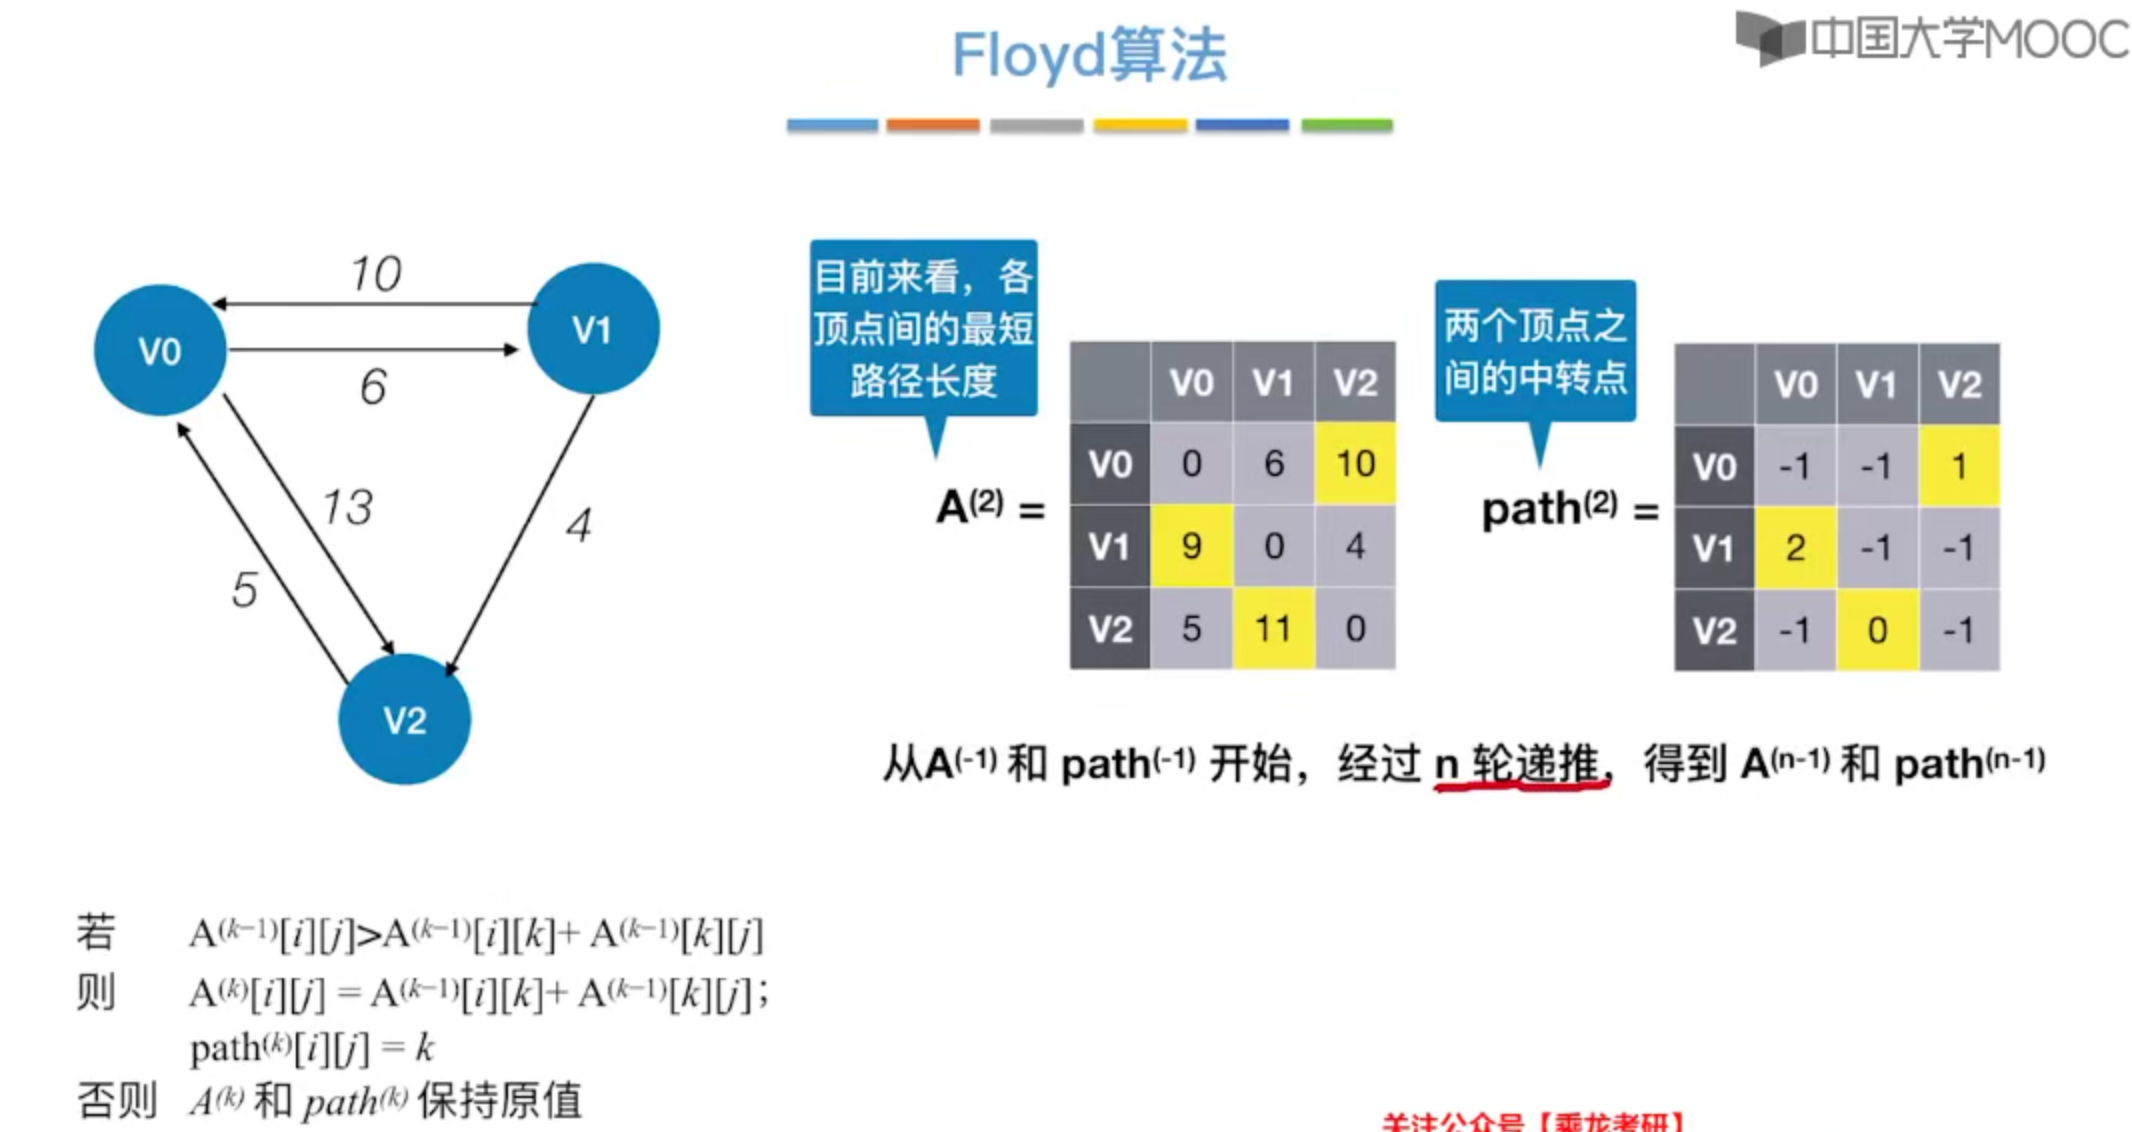 Floyd算法
中国大学MOOC
10
V0
V1
6
13
4
5
V2
目前来看，各
顶点间的最短
路径长度
A(2) =
V0 V1 V2
V0 0 6 10
V1 9 0 4
V2 5 11 0
两个顶点之
间的中转点
path(2) =
V0 V1 V2
V0 -1 -1 1
V1 2 -1 -1
V2 -1 0 -1
从A(-1) 和 path(-1) 开始，经过 n 轮递推，得到 A(n-1) 和 path(n-1)
若 A(k−1)[i][j]>A(k−1)[i][k]+ A(k−1)[k][j]
则 A(k)[i][j] = A(k−1)[i][k]+ A(k−1)[k][j];
path(k)[i][j] = k
否则 A(k) 和 path(k) 保持原值
关注公众号【乘龙考研】